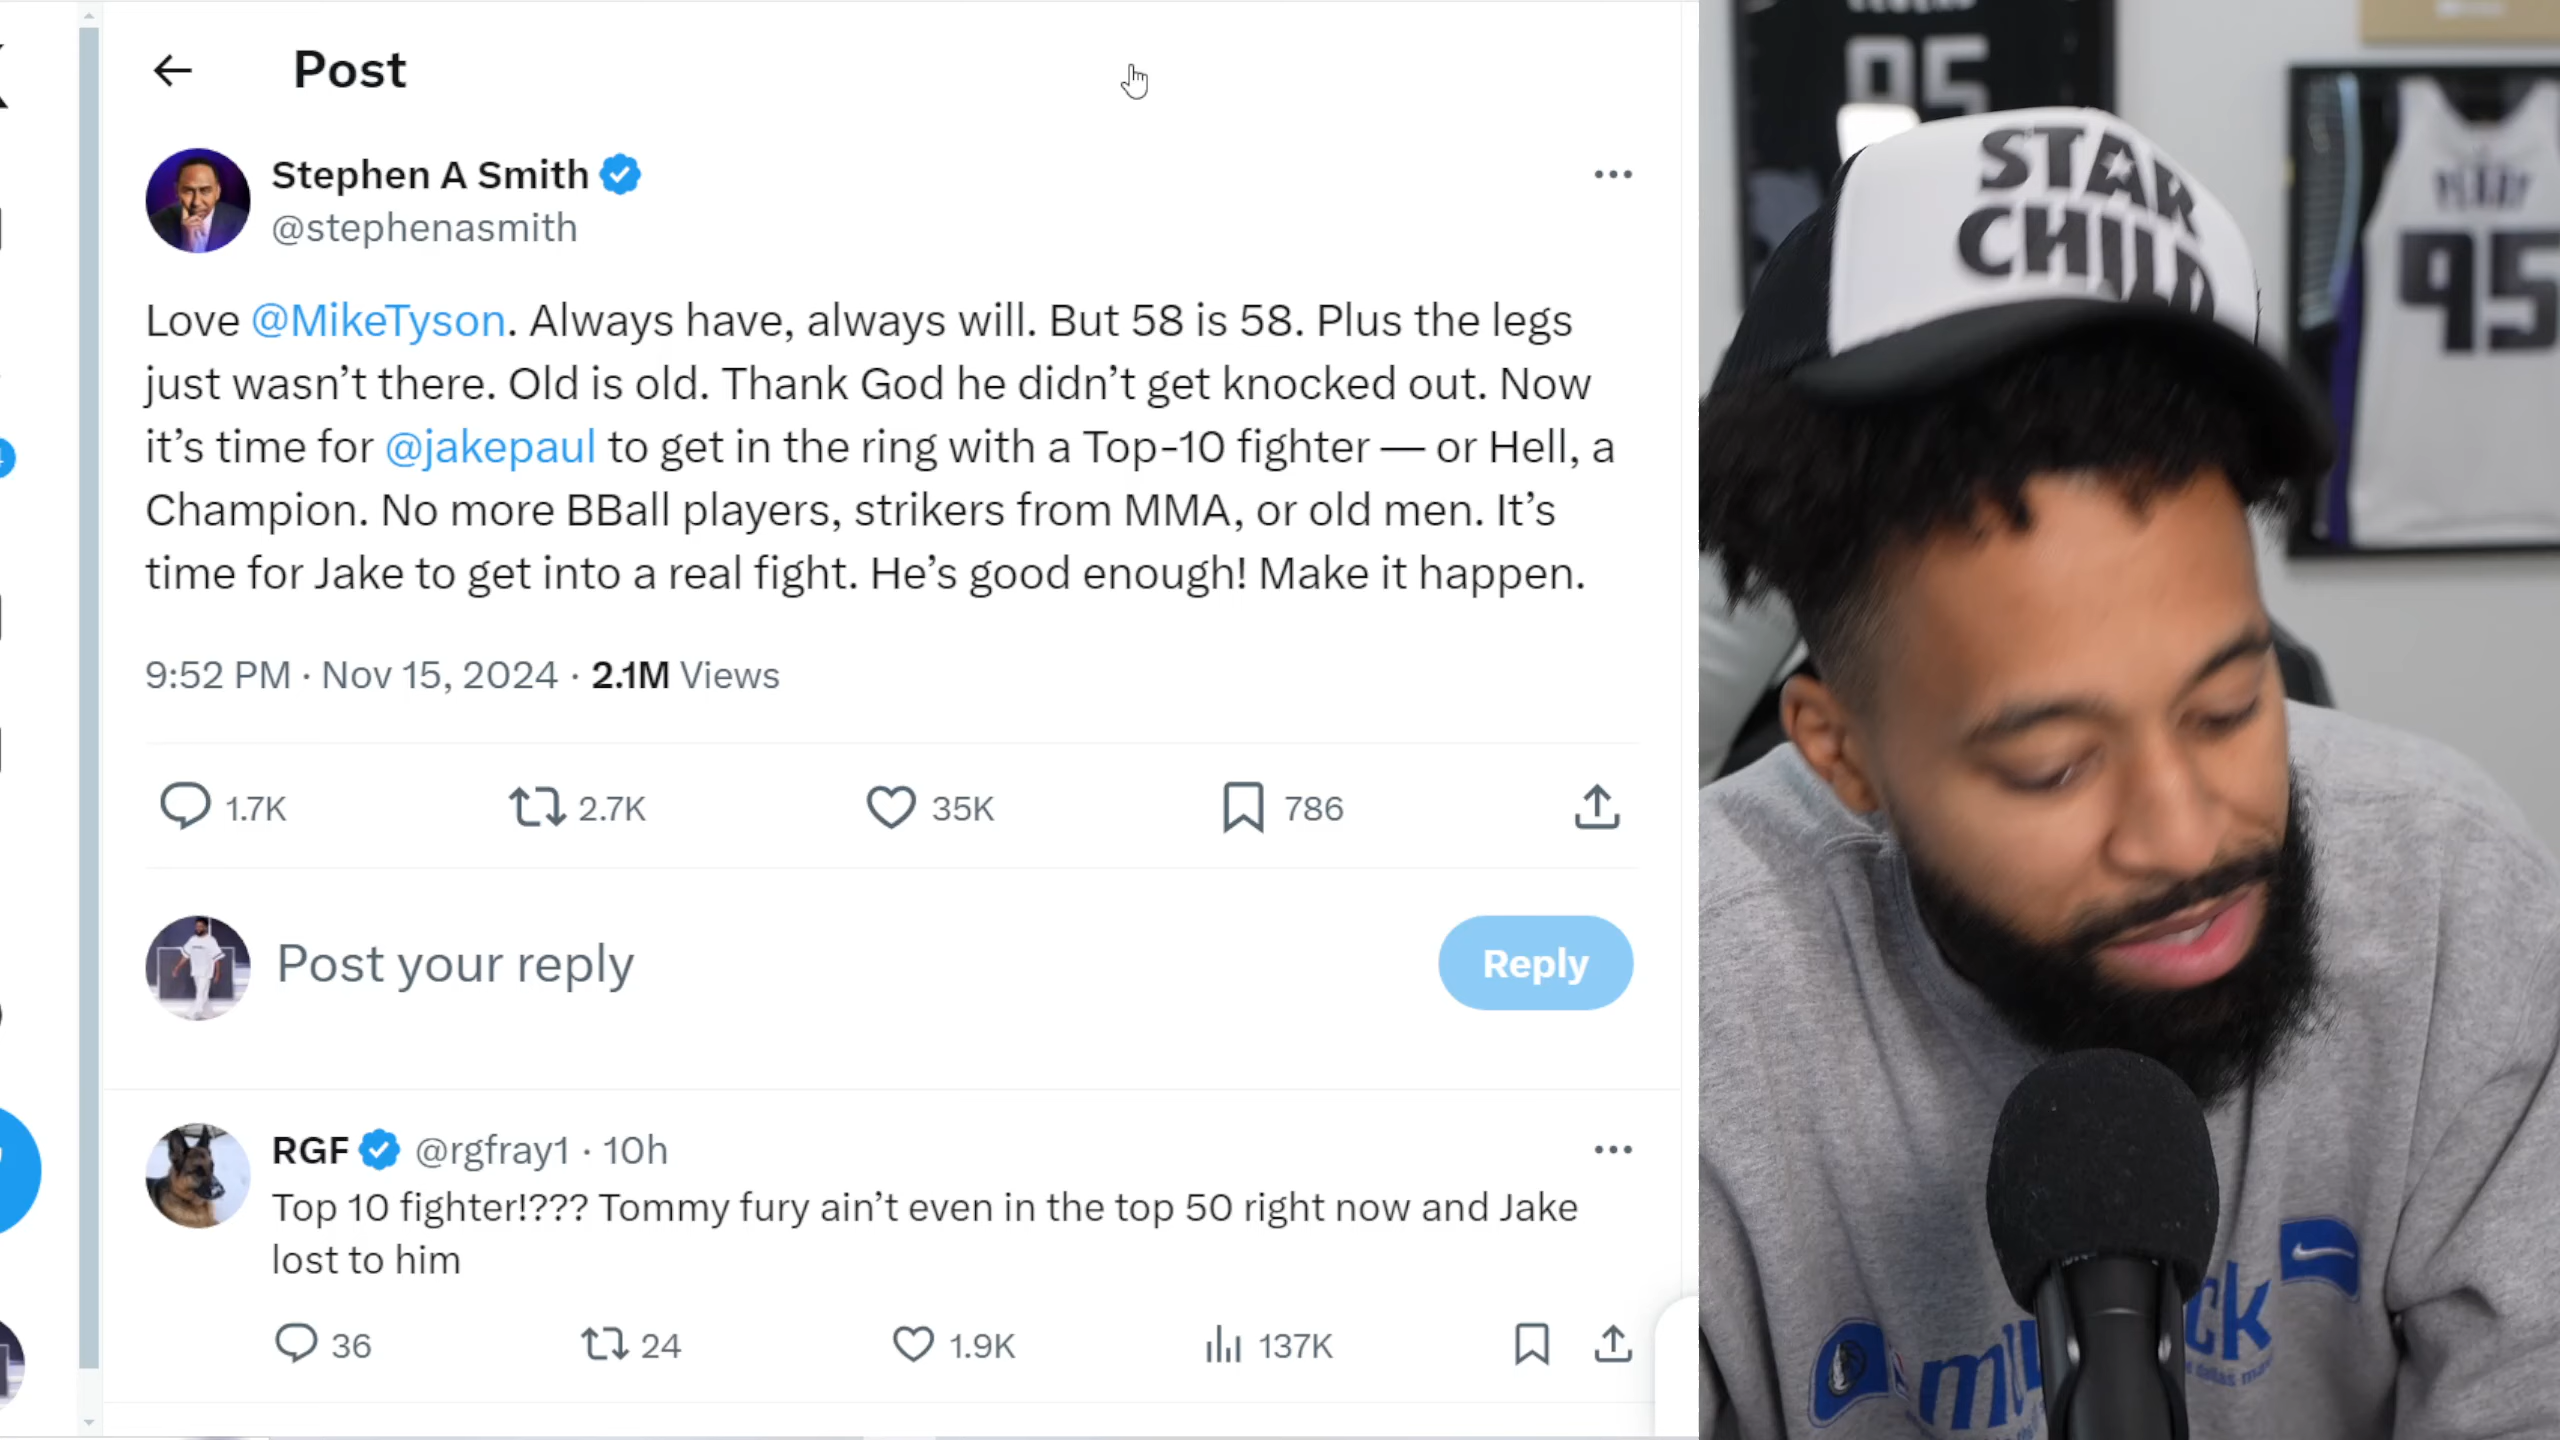 Post
Stephen A Smith
@stephenasmith
Love @MikeTyson. Always have, always will. But 58 is 58. Plus the legs
just wasn’t there. Old is old. Thank God he didn’t get knocked out. Now
it’s time for @jakepaul to get in the ring with a Top-10 fighter — or Hell, a
Champion. No more BBall players, strikers from MMA, or old men. It’s
time for Jake to get into a real fight. He’s good enough! Make it happen.
9:52 PM · Nov 15, 2024 · 2.1M Views
1.7K 2.7K 35K 786
Post your reply
Reply
RGF @rgfray1 · 10h
Top 10 fighter!??? Tommy fury ain’t even in the top 50 right now and Jake
lost to him
36 24 1.9K 137K
95
STAR
CHILD
95